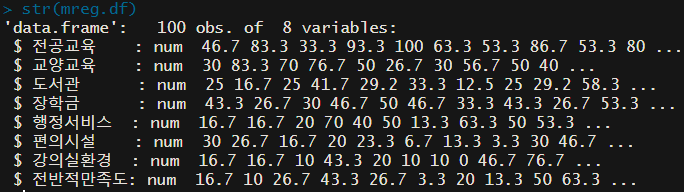 > str(mreg.df)
'data.frame':   100 obs. of  8 variables:
 $ 전공교육    : num  46.7 83.3 33.3 93.3 100 63.3 53.3 86.7 53.3 80 ...
 $ 교양교육    : num  30 83.3 70 76.7 50 26.7 30 56.7 50 40 ...
 $ 도서관      : num  25 16.7 25 41.7 29.2 33.3 12.5 25 29.2 58.3 ...
 $ 장학금      : num  43.3 26.7 30 46.7 50 46.7 33.3 43.3 26.7 53.3 ...
 $ 행정서비스  : num  16.7 16.7 20 70 40 50 13.3 63.3 50 53.3 ...
 $ 편의시설    : num  30 26.7 16.7 20 23.3 6.7 13.3 3.3 30 46.7 ...
 $ 강의실환경  : num  16.7 16.7 10 43.3 20 10 10 0 46.7 76.7 ...
 $ 전반적만족도: num  16.7 10 26.7 43.3 26.7 3.3 20 13.3 50 63.3 ...